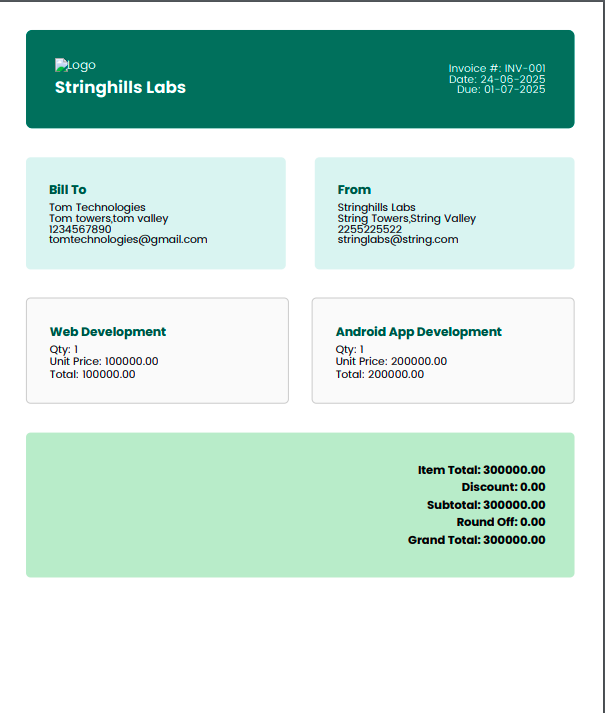 Logo
Stringhills Labs
Invoice #: INV-001
Date: 24-06-2025
Due: 01-07-2025
Bill To
Tom Technologies
Tom towers,tom valley
1234567890
tomtechnologies@gmail.com
From
Stringhills Labs
String Towers,String Valley
2255225522
stringlabs@string.com
Web Development
Qty: 1
Unit Price: 100000.00
Total: 100000.00
Android App Development
Qty: 1
Unit Price: 200000.00
Total: 200000.00
Item Total: 300000.00
Discount: 0.00
Subtotal: 300000.00
Round Off: 0.00
Grand Total: 300000.00